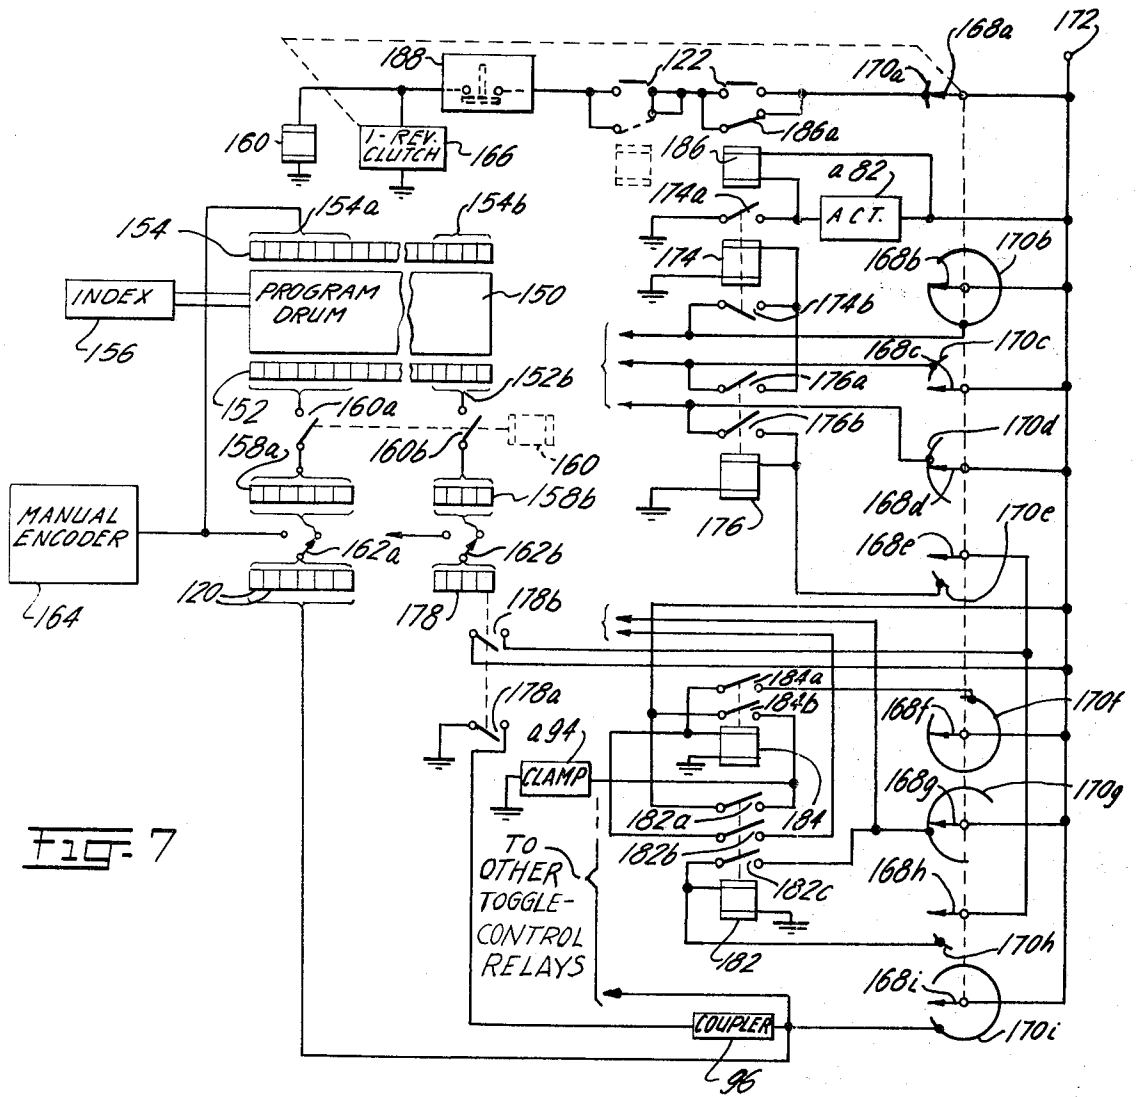 172
168a
188
122
170a
160
1-REV. CLUTCH
166
186a
186
a 82
174a
ACT.
154
154a
154b
174
168b
170b
INDEX
PROGRAM DRUM
150
174b
156
168c
170c
152
152b
176a
160a
160b
160
176b
170d
158a
158b
176
168d
170e
MANUAL ENCODER
162a
162b
168e
164
120
178
178b
184a
184b
168f
170f
178a
a 94
CLAMP
184
168g
170g
182a
182b
182c
168h
Fig. 7
TO
OTHER
TOGGLE-
CONTROL
RELAYS
182
170h
168i
COUPLER
170i
96